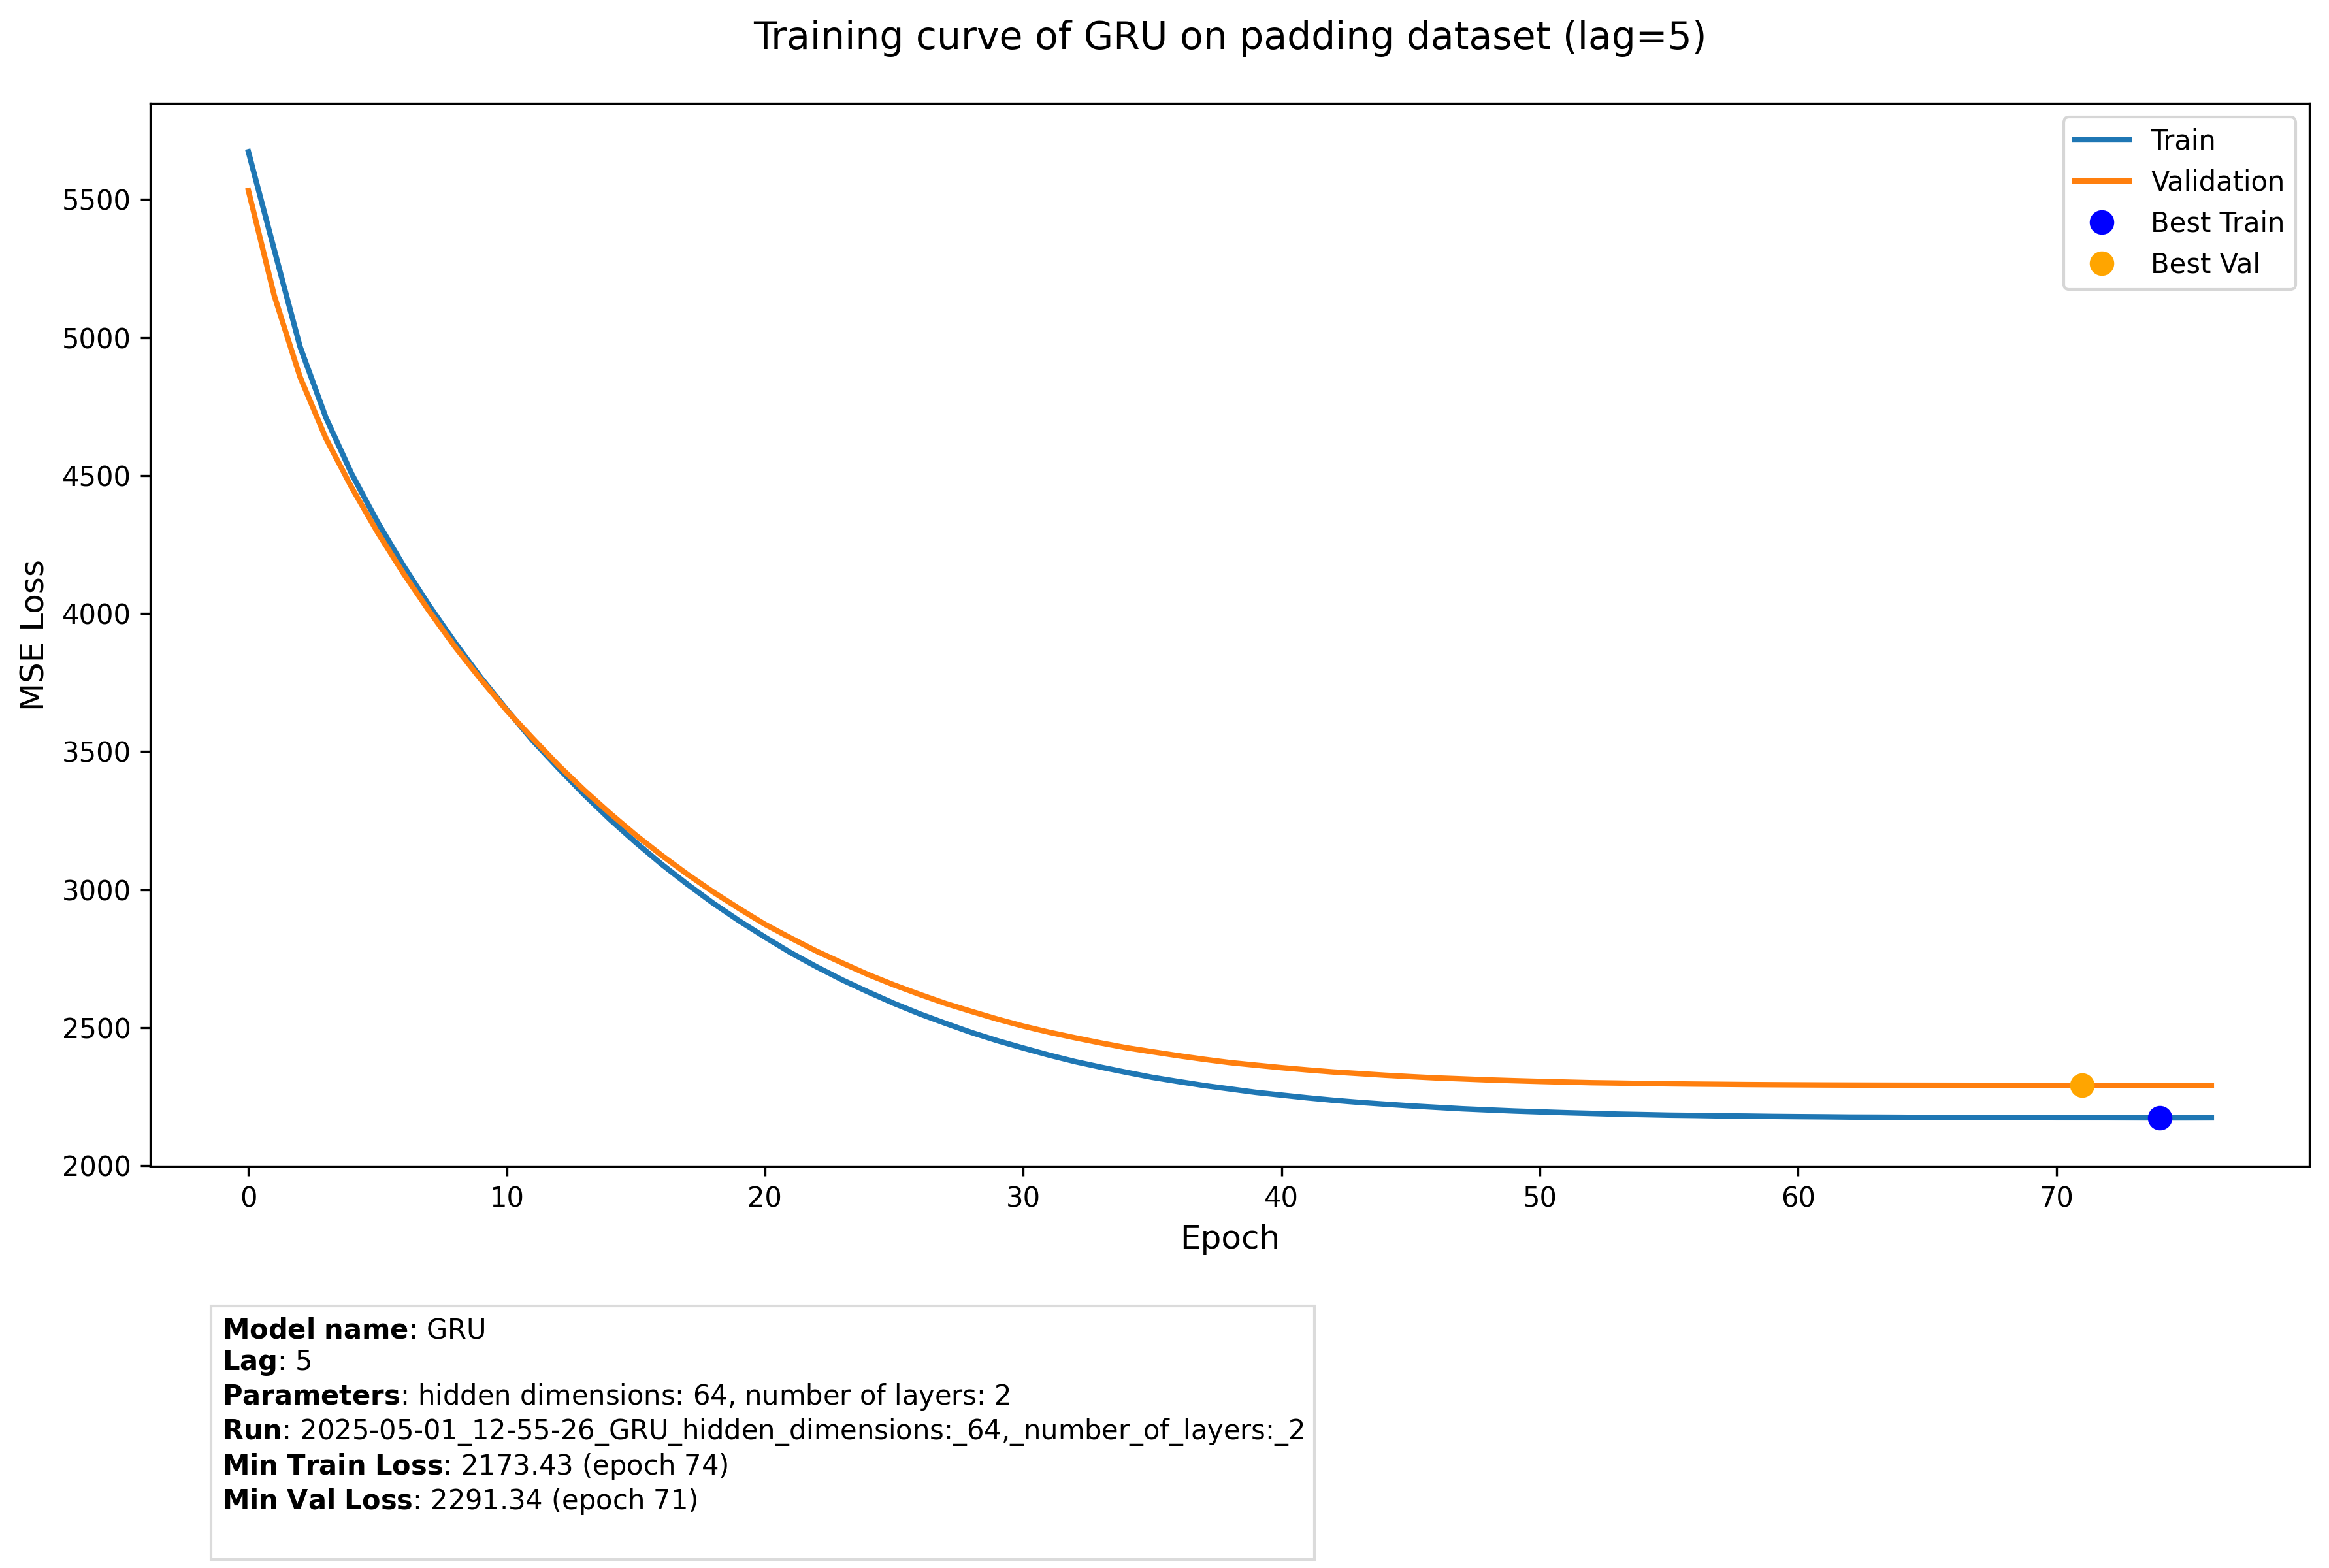 Training curve of GRU on padding dataset (lag=5)
Train
Validation
Best Train
Best Val
MSE Loss
5500
5000
4500
4000
3500
3000
2500
2000
0 10 20 30 40 50 60 70
Epoch
Model name: GRU
Lag: 5
Parameters: hidden dimensions: 64, number of layers: 2
Run: 2025-05-01_12-55-26_GRU_hidden_dimensions:_64,_number_of_layers:_2
Min Train Loss: 2173.43 (epoch 74)
Min Val Loss: 2291.34 (epoch 71)